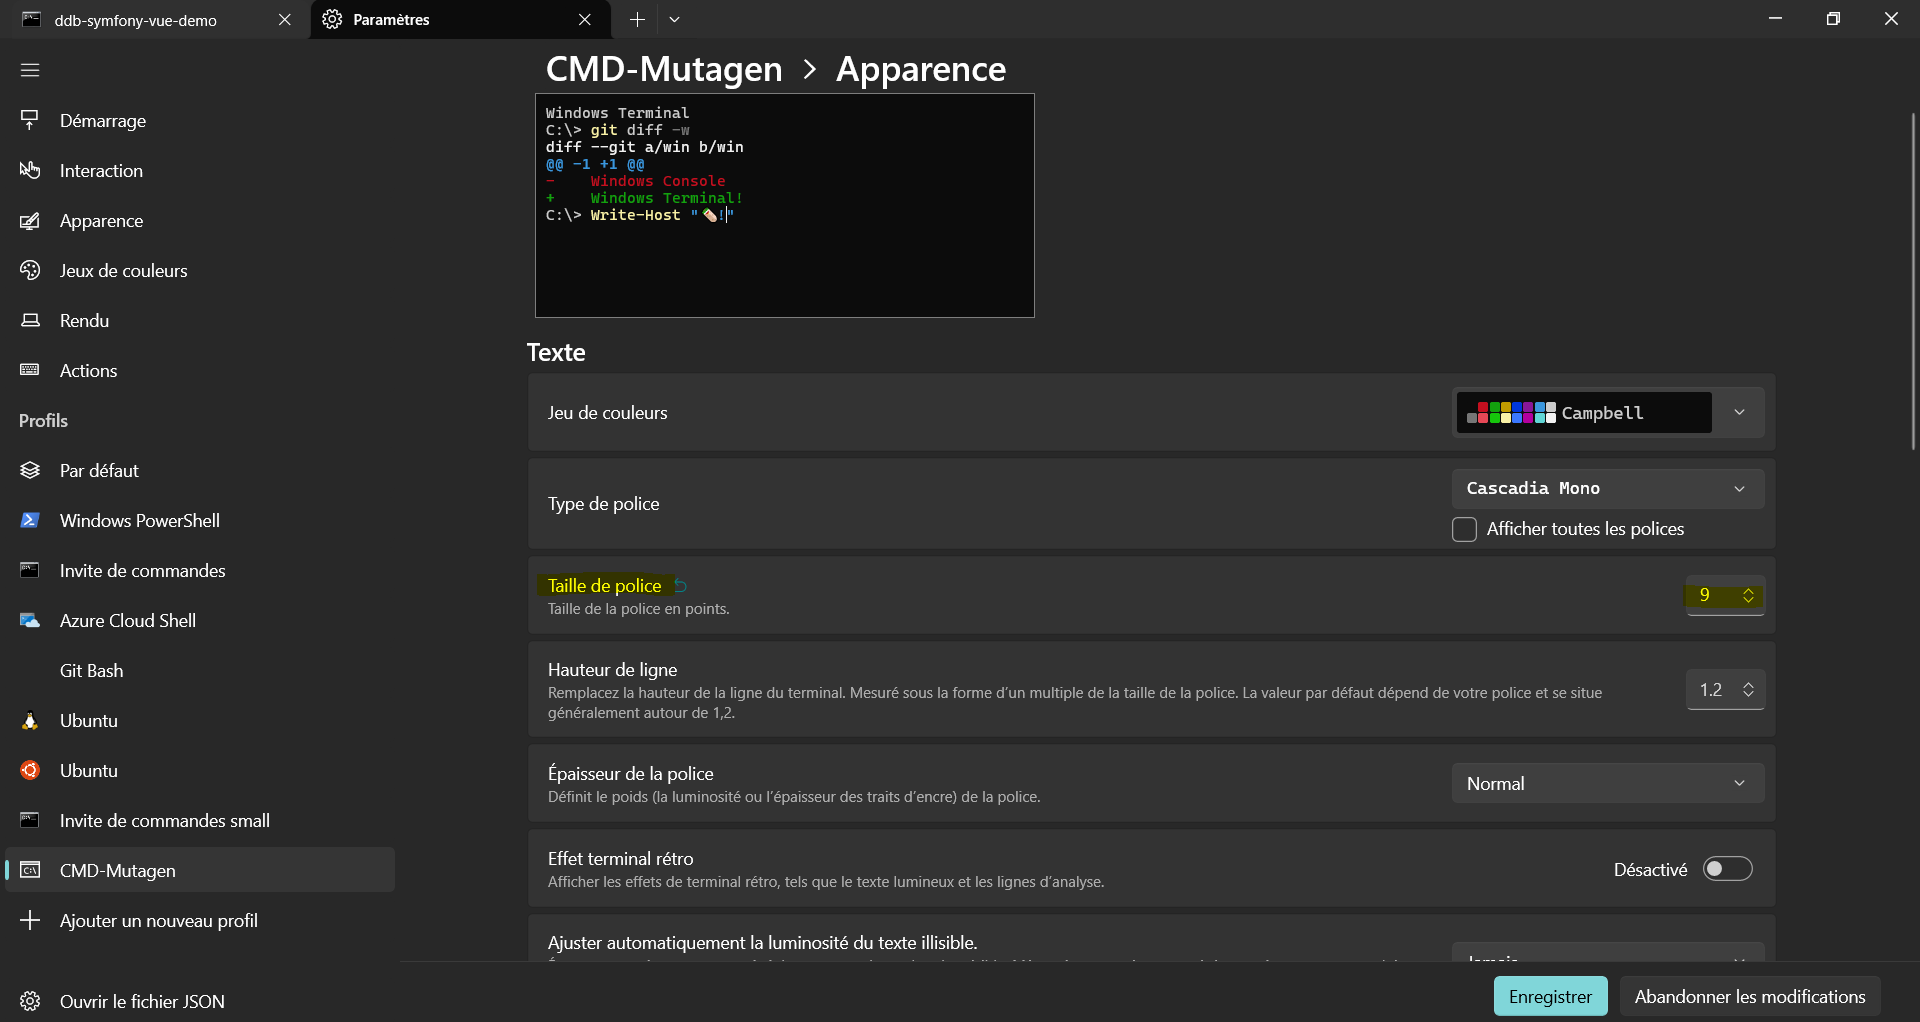 ddb-symfony-vue-demo
Paramètres
CMD-Mutagen > Apparence
Démarrage
Interaction
Apparence
Jeux de couleurs
Rendu
Actions
Profils
Par défaut
Windows PowerShell
Invite de commandes
Azure Cloud Shell
Git Bash
Ubuntu
Ubuntu
Invite de commandes small
CMD-Mutagen
Ajouter un nouveau profil
Ouvrir le fichier JSON
Windows Terminal
C:\> git diff -w
diff --git a/win b/win
@@ -1 +1 @@
-    Windows Console
+    Windows Terminal!
C:\> Write-Host "🌯!"
Texte
Jeu de couleurs
Campbell
Type de police
Cascadia Mono
Afficher toutes les polices
Taille de police
Taille de la police en points.
9
Hauteur de ligne
Remplacez la hauteur de la ligne du terminal. Mesuré sous la forme d'un multiple de la taille de la police. La valeur par défaut dépend de votre police et se situe
généralement autour de 1,2.
1.2
Épaisseur de la police
Définit le poids (la luminosité ou l'épaisseur des traits d'encre) de la police.
Normal
Effet terminal rétro
Afficher les effets de terminal rétro, tels que le texte lumineux et les lignes d'analyse.
Désactivé
Ajuster automatiquement la luminosité du texte illisible.
Enregistrer
Abandonner les modifications